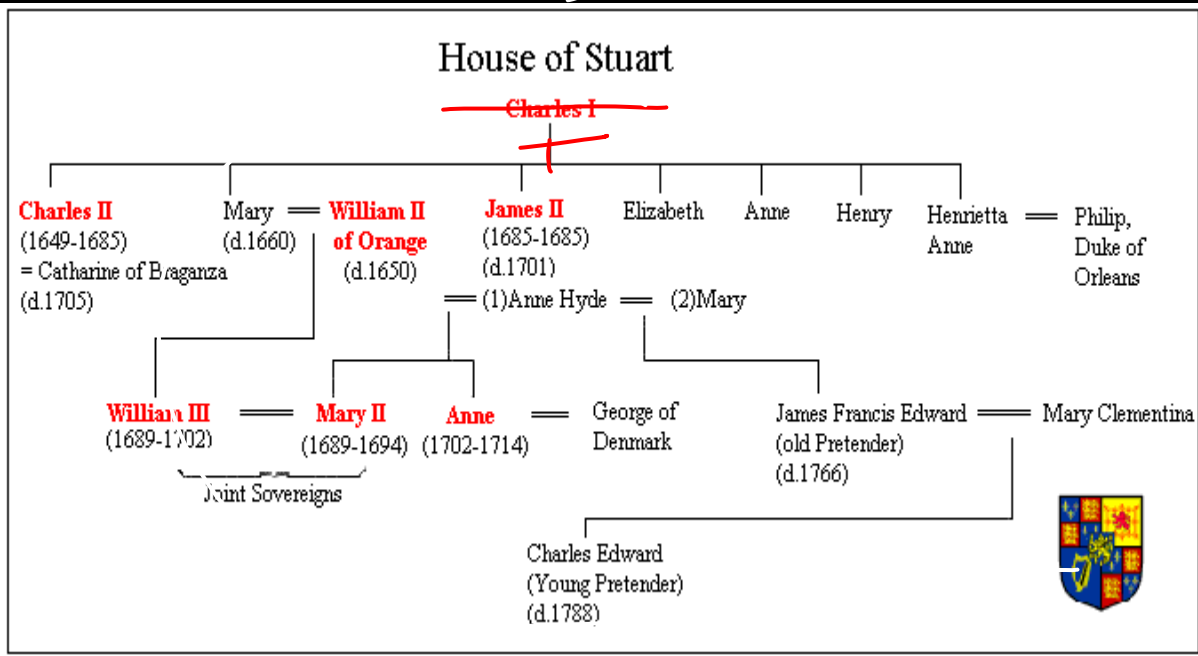 House of Stuart
Charles I
Charles II
(1649-1685)
= Catharine of Braganza
(d.1705)
Mary
(d.1660)
William II
of Orange
(d.1650)
James II
(1685-1685)
(d.1701)
Elizabeth
Anne
Henry
Henrietta
Anne
Philip,
Duke of
Orleans
(1)Anne Hyde
(2)Mary
William III
(1689-1702)
Mary II
(1689-1694)
Joint Sovereigns
Anne
(1702-1714)
George of
Denmark
James Francis Edward
(old Pretender)
(d.1766)
Mary Clementina
Charles Edward
(Young Pretender)
(d.1788)